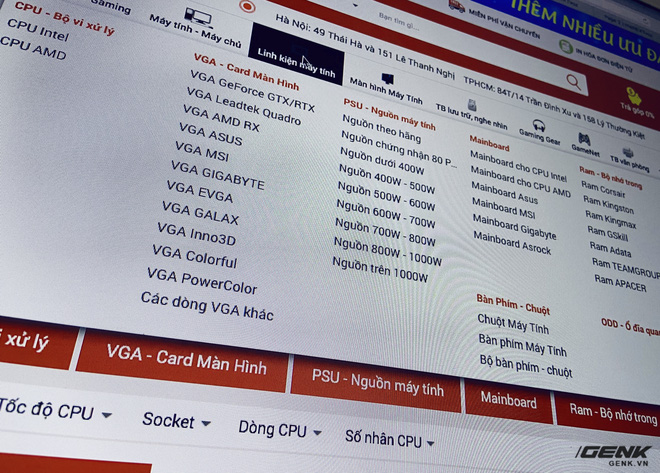 THÊM NHIỀU ƯU ĐÃ
MIỄN PHÍ VẬN CHUYỂN
IN HÓA ĐƠN ĐIỆN TỬ
Bạn tìm gì...
Trả góp 0%
Hà Nội: 49 Thái Hà và 151 Lê Thanh Nghị
TPHCM: B4T/14 Trần Đình Xu và 158 Lý Thường Kiệt
Gaming
Máy tính - Máy chủ
Linh kiện máy tính
Màn hình Máy Tính
TB lưu trữ, nghe nhìn
Gaming Gear
GameNet
TB văn phòng
CPU - Bộ vi xử lý
CPU Intel
CPU AMD
VGA - Card Màn Hình
VGA GeForce GTX/RTX
VGA Leadtek Quadro
VGA AMD RX
VGA ASUS
VGA MSI
VGA GIGABYTE
VGA EVGA
VGA GALAX
VGA Inno3D
VGA Colorful
VGA PowerColor
Các dòng VGA khác
PSU - Nguồn máy tính
Nguồn theo hãng
Nguồn chứng nhận 80 P...
Nguồn dưới 400W
Nguồn 400W - 500W
Nguồn 500W - 600W
Nguồn 600W - 700W
Nguồn 700W - 800W
Nguồn 800W - 1000W
Nguồn trên 1000W
Mainboard
Mainboard cho CPU Intel
Mainboard cho CPU AMD
Mainboard Asus
Mainboard MSI
Mainboard Gigabyte
Mainboard Asrock
Ram - Bộ nhớ trong
Ram Corsair
Ram Kingston
Ram Kingmax
Ram GSkill
Ram Adata
Ram TEAMGROUP
Ram APACER
Bàn Phím - Chuột
Chuột Máy Tính
Bàn phím Máy Tính
Bộ bàn phím - chuột
ODD - Ổ đĩa quang
vi xử lý
VGA - Card Màn Hình
PSU - Nguồn máy tính
Mainboard
Ram - Bộ nhớ trong
Tốc độ CPU
Socket
Dòng CPU
Số nhân CPU
GENK
GENK.VN